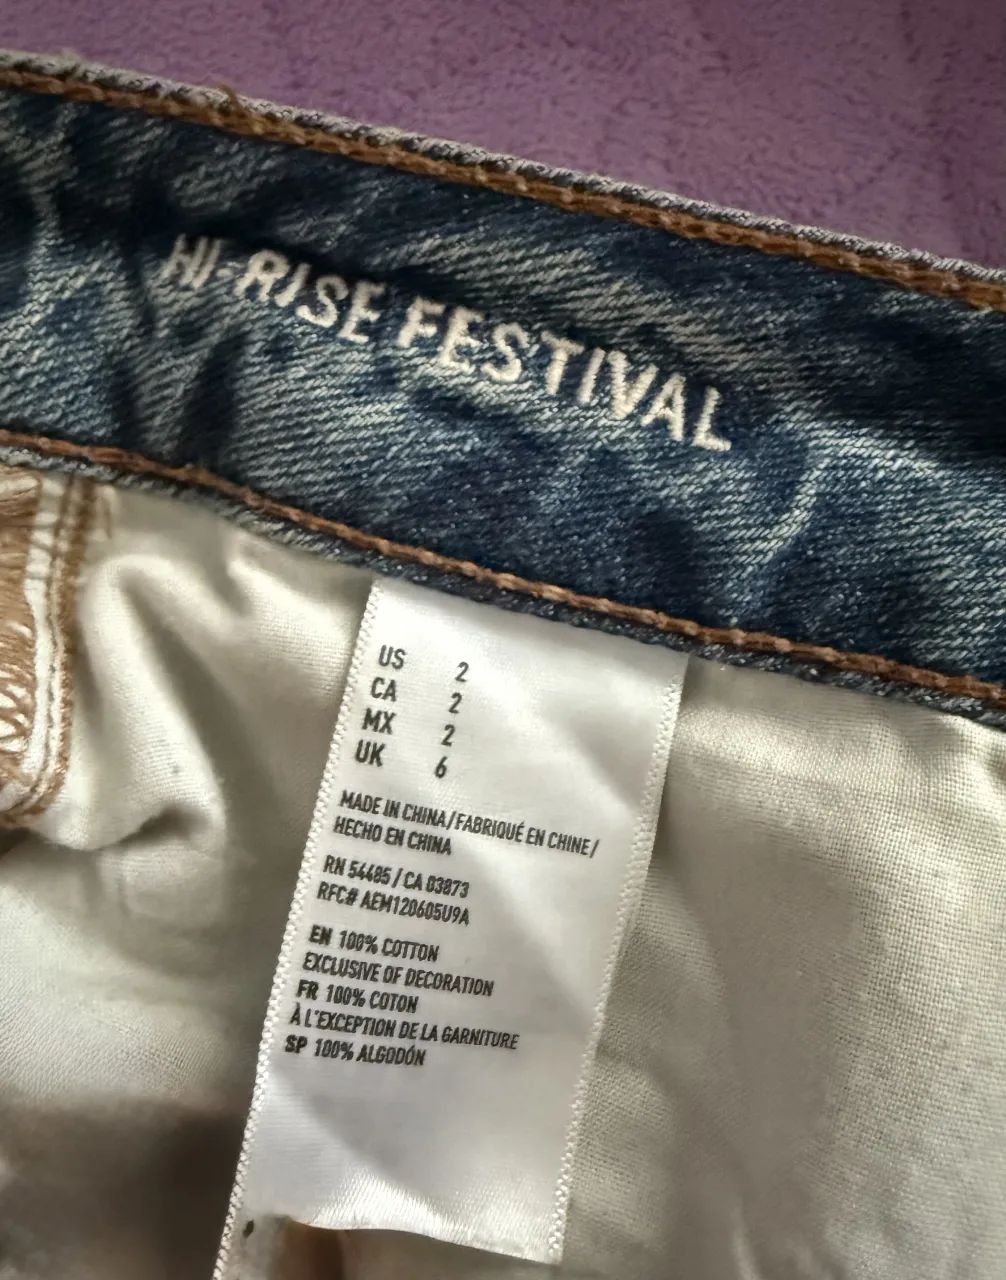 HI-RISE FESTIVAL
US 2
CA 2
MX 2
UK 6
MADE IN CHINA/FABRIQUÉ EN CHINE/
HECHO EN CHINA
RN 54485 / CA 03873
RFC# AEM120605U9A
EN 100% COTTON
EXCLUSIVE OF DECORATION
FR 100% COTON
À L'EXCEPTION DE LA GARNITURE
SP 100% ALGODÓN